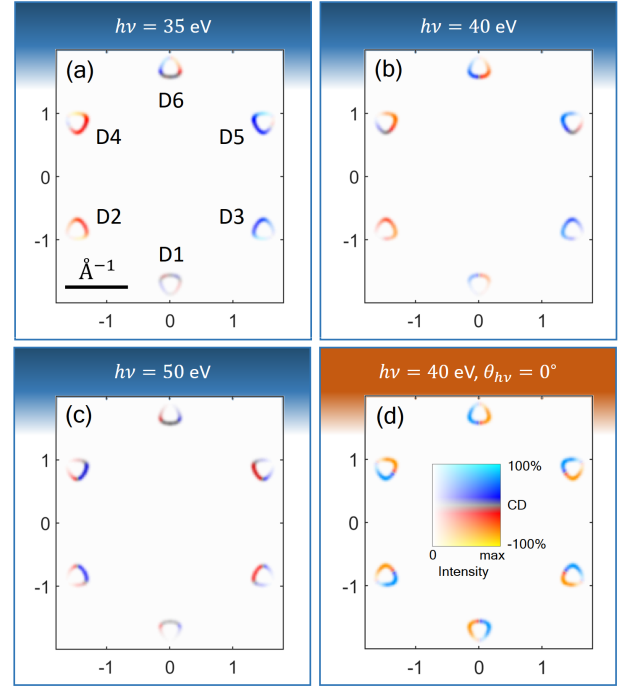 hν = 35 eV
(a)
D6
1
D4
D5
0
D2
D3
-1
D1
Å⁻¹
-1 0 1
hν = 40 eV
(b)
1
0
-1
-1 0 1
hν = 50 eV
(c)
1
0
-1
-1 0 1
hν = 40 eV, θhν = 0°
(d)
1
100%
0
CD
-100%
0 max
Intensity
-1
-1 0 1